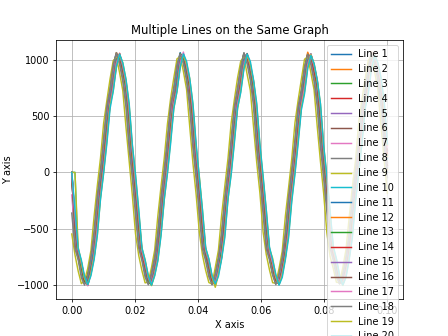 Multiple Lines on the Same Graph
Y axis
1000
500
0
−500
−1000
0.00
0.02
0.04
0.06
X axis
Line 1
Line 2
Line 3
Line 4
Line 5
Line 6
Line 7
Line 8
Line 9
Line 10
Line 11
Line 12
Line 13
Line 14
Line 15
Line 16
Line 17
Line 18
Line 19